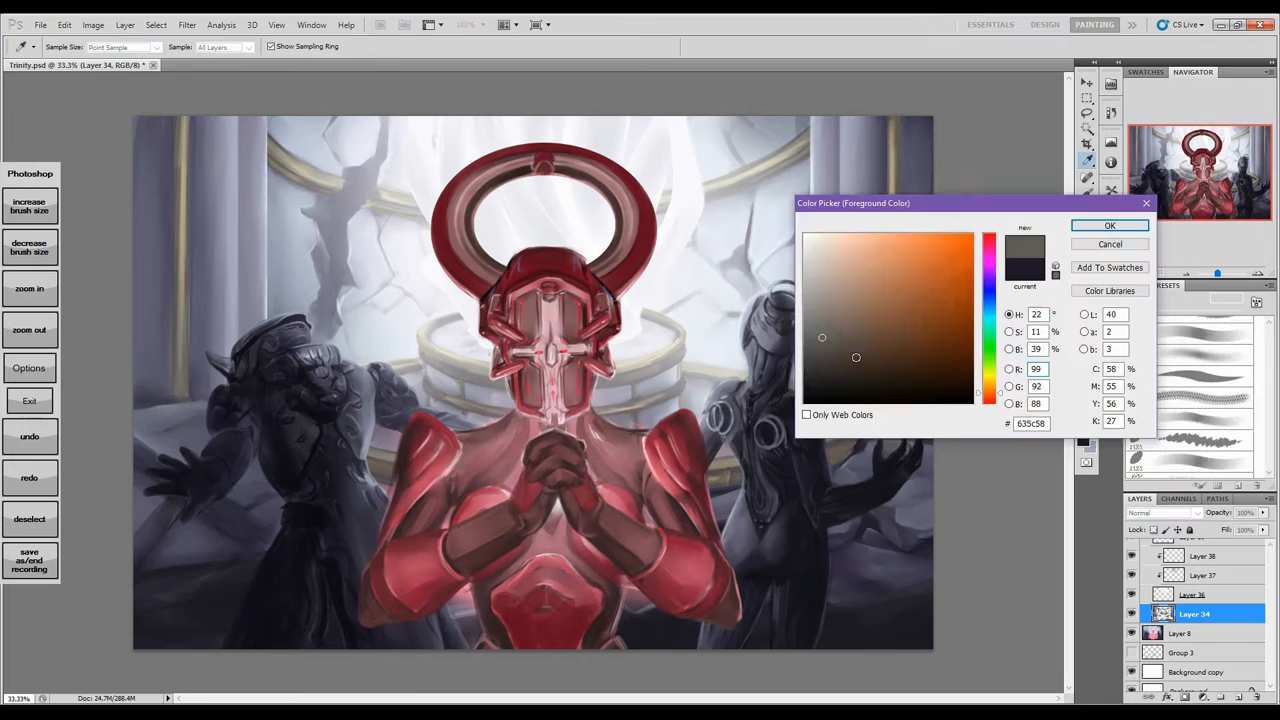 Ps File Edit Image Layer Select Filter Analysis 3D View Window Help 100% ESSENTIALS DESIGN PAINTING CS Live
Sample Size: Point Sample Sample: All Layers Show Sampling Ring
Trinity.psd @ 33.3% (Layer 34, RGB/8) *
SWATCHES NAVIGATOR
Photoshop
increase
brush size
decrease
brush size
zoom in
zoom out
Options
Exit
undo
redo
deselect
save
as/end
recording
Color Picker (Foreground Color)
new
current
OK
Cancel
Add To Swatches
Color Libraries
H: 22 °
S: 11 %
B: 39 %
R: 99
G: 92
B: 88
L: 40
a: 2
b: 3
C: 58 %
M: 55 %
Y: 56 %
K: 27 %
# 635c58
Only Web Colors
LAYERS CHANNELS PATHS
Normal Opacity: 100%
Lock: Fill: 100%
Layer 38
Layer 37
Layer 36
Layer 34
Layer 8
Group 3
Background copy
33.33% Doc: 24.7M/288.4M